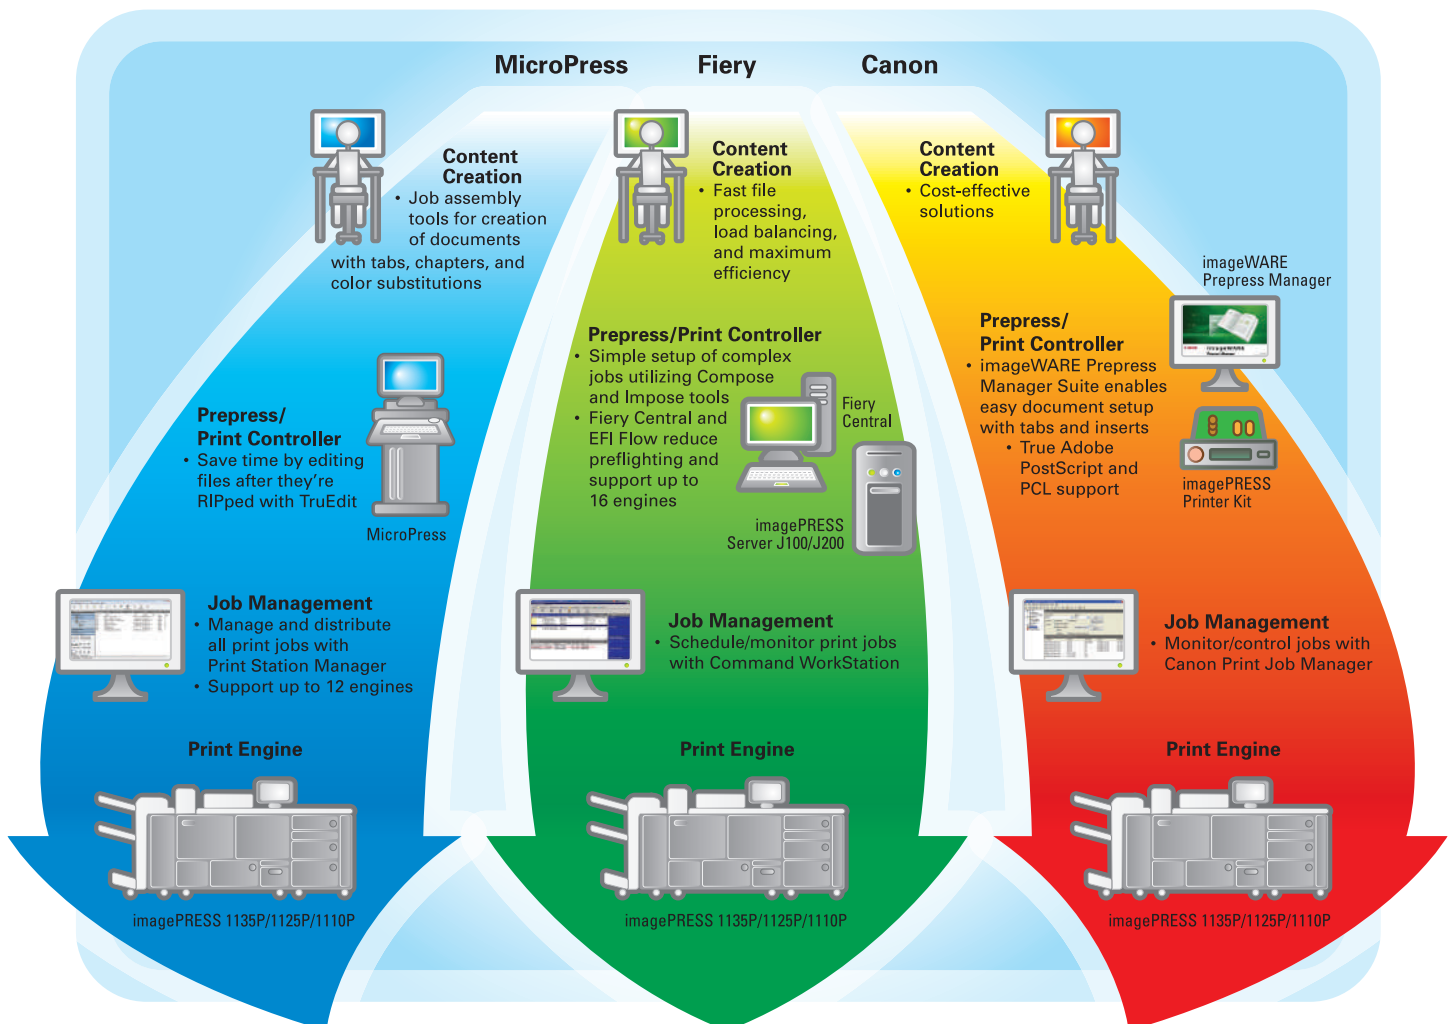 MicroPress
Fiery
Canon
Content
Creation
• Job assembly
tools for creation
of documents
with tabs, chapters, and
color substitutions
Prepress/
Print Controller
• Save time by editing
files after they're
RIPped with TruEdit
MicroPress
Job Management
• Manage and distribute
all print jobs with
Print Station Manager
• Support up to 12 engines
Print Engine
imagePRESS 1135P/1125P/1110P
Content
Creation
• Fast file
processing,
load balancing,
and maximum
efficiency
Prepress/Print Controller
• Simple setup of complex
jobs utilizing Compose
and Impose tools
• Fiery Central and
EFI Flow reduce
preflighting and
support up to
16 engines
Fiery
Central
imagePRESS
Server J100/J200
Job Management
• Schedule/monitor print jobs
with Command WorkStation
Print Engine
imagePRESS 1135P/1125P/1110P
Content
Creation
• Cost-effective
solutions
imageWARE
Prepress Manager
Prepress/
Print Controller
• imageWARE Prepress
Manager Suite enables
easy document setup
with tabs and inserts
• True Adobe
PostScript and
PCL support
imageWARE
imagePRESS
Printer Kit
Job Management
• Monitor/control jobs with
Canon Print Job Manager
Print Engine
imagePRESS 1135P/1125P/1110P